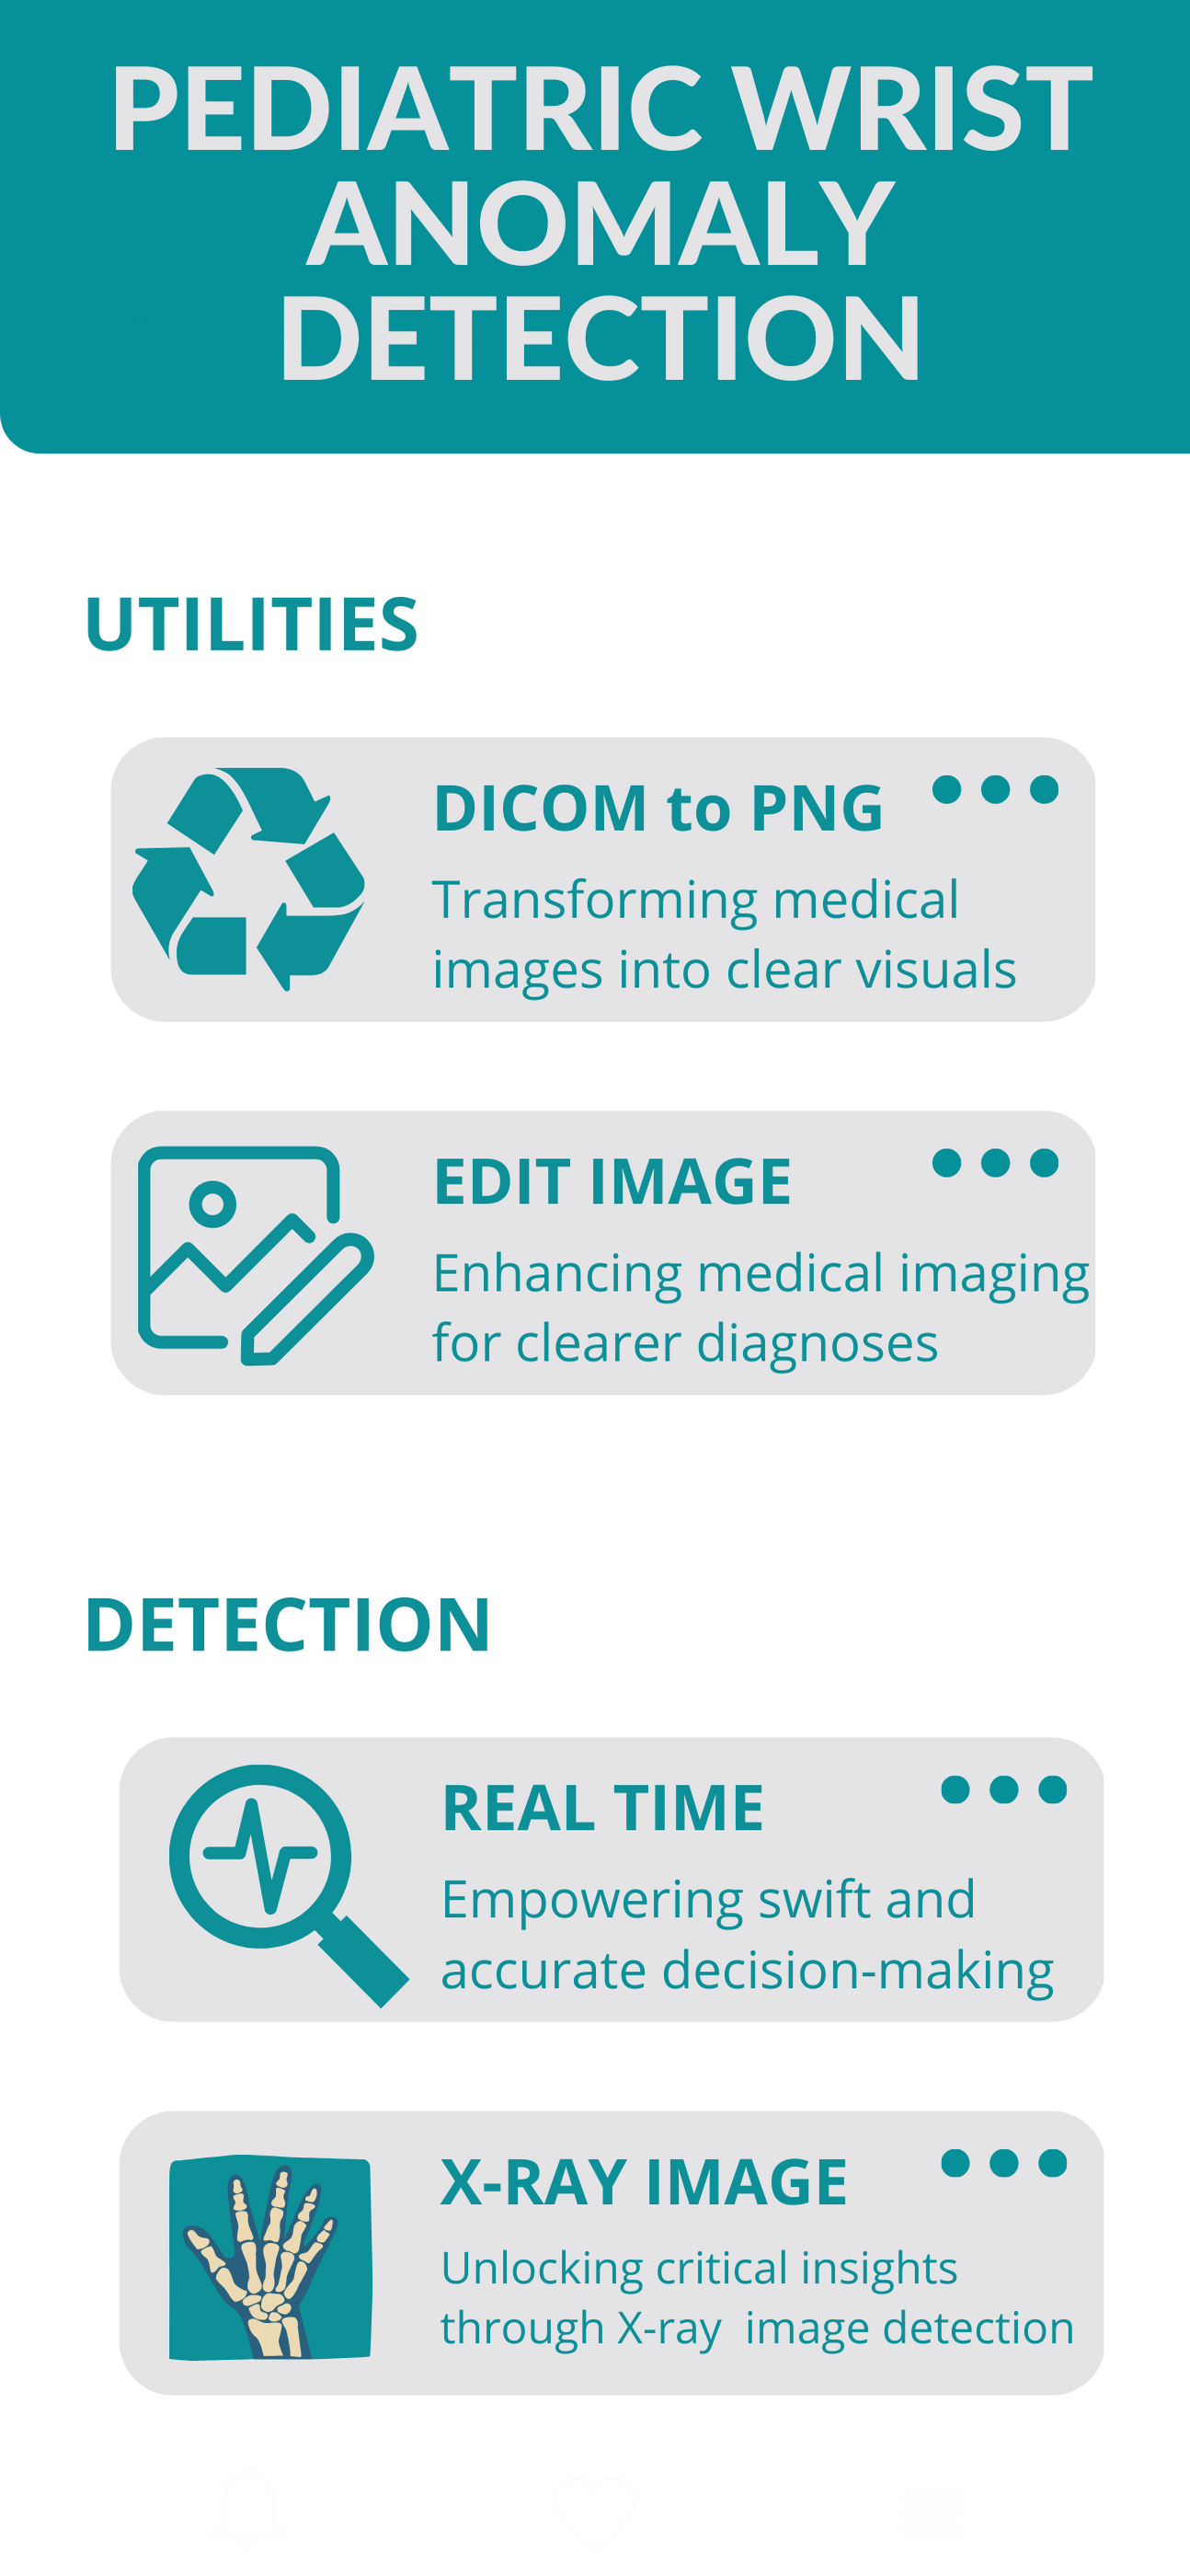 PEDIATRIC WRIST
ANOMALY
DETECTION
UTILITIES
DICOM to PNG
Transforming medical
images into clear visuals
EDIT IMAGE
Enhancing medical imaging
for clearer diagnoses
DETECTION
REAL TIME
Empowering swift and
accurate decision-making
X-RAY IMAGE
Unlocking critical insights
through X-ray  image detection